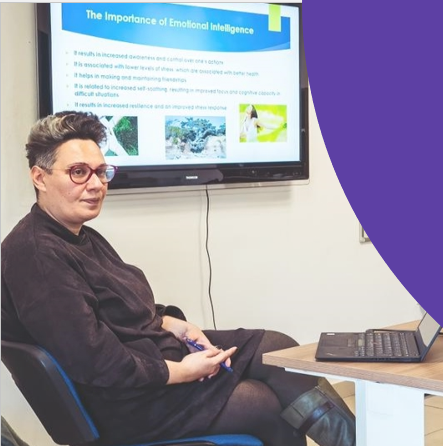 The Importance of Emotional Intelligence
It results in increased awareness and control over one's actions
It is associated with lower levels of stress, which are associated with better health
It helps in making and maintaining friendships
It is related to increased self-soothing, resulting in improved focus and cognitive capacity in
difficult situations
It results in increased resilience and an improved stress response